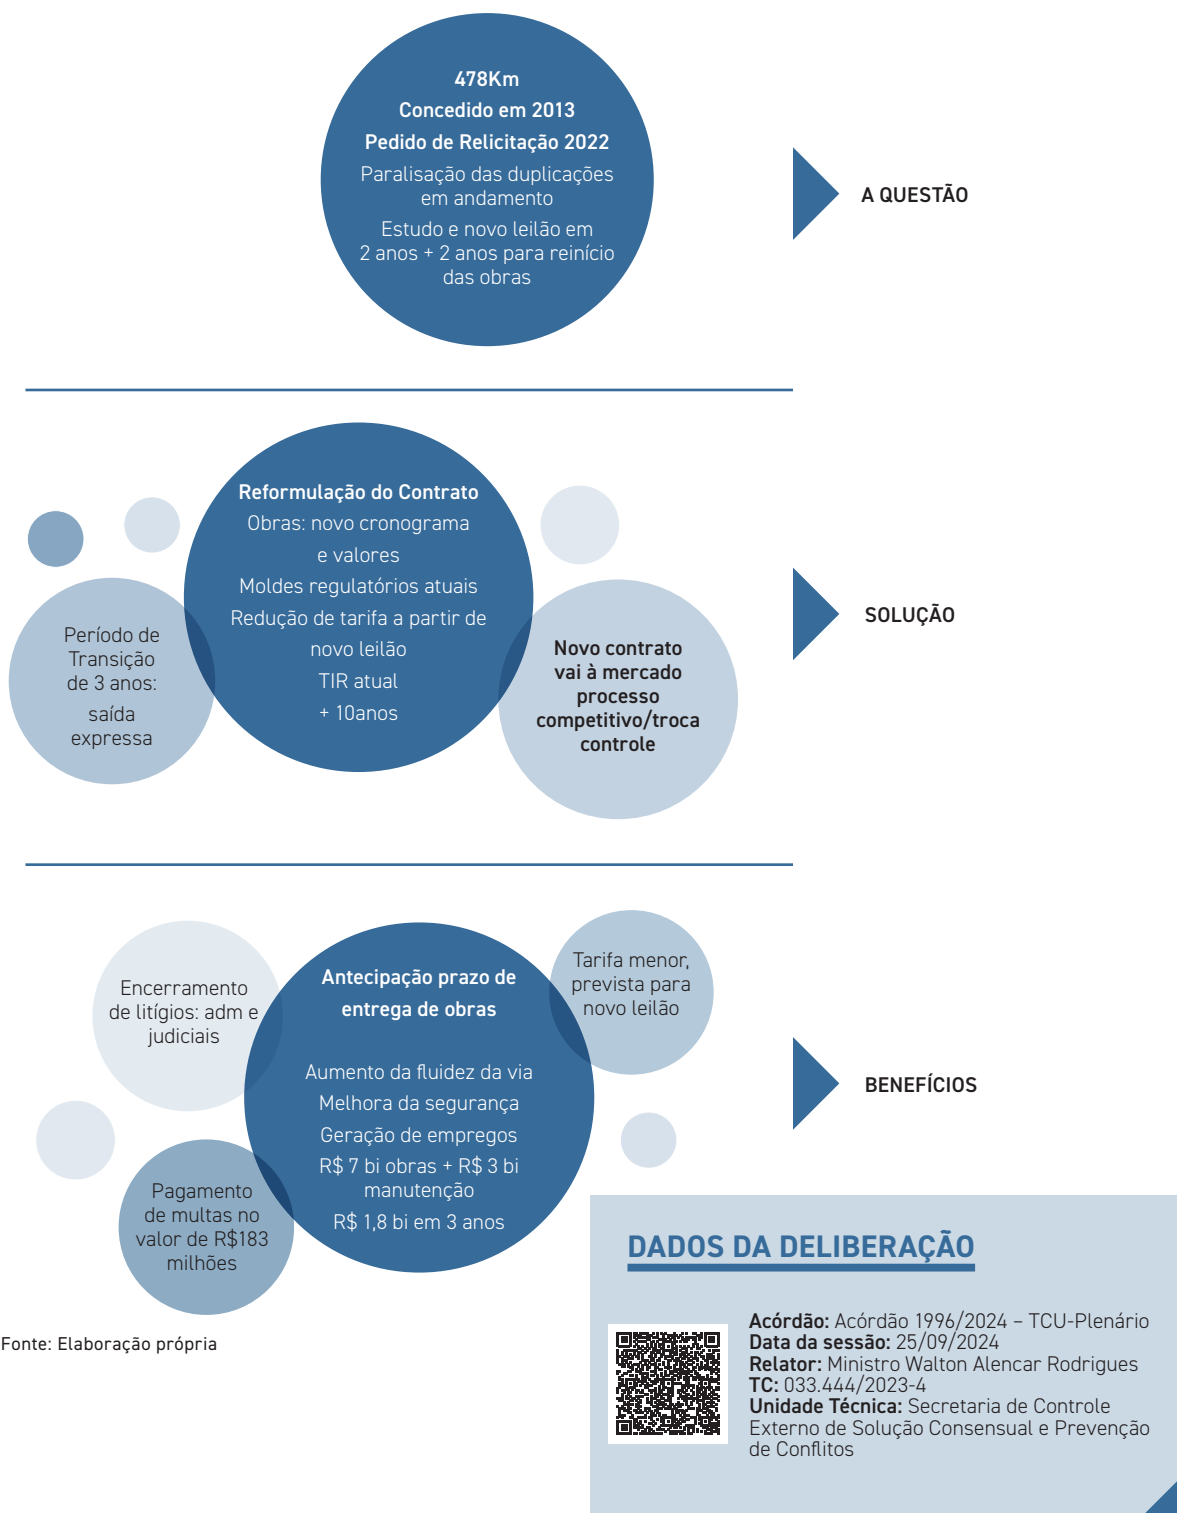 478Km
Concedido em 2013
Pedido de Relicitação 2022
Paralisação das duplicações
em andamento
Estudo e novo leilão em
2 anos + 2 anos para reinício
das obras
A QUESTÃO
Reformulação do Contrato
Obras: novo cronograma
e valores
Moldes regulatórios atuais
Redução de tarifa a partir de
novo leilão
TIR atual
+ 10anos
Período de
Transição
de 3 anos:
saída
expressa
Novo contrato
vai à mercado
processo
competitivo/troca
controle
SOLUÇÃO
Encerramento
de litígios: adm e
judiciais
Antecipação prazo de
entrega de obras
Aumento da fluidez da via
Melhora da segurança
Geração de empregos
R$ 7 bi obras + R$ 3 bi
manutenção
R$ 1,8 bi em 3 anos
Tarifa menor,
prevista para
novo leilão
Pagamento
de multas no
valor de R$183
milhões
BENEFÍCIOS
Fonte: Elaboração própria
DADOS DA DELIBERAÇÃO
Acórdão: Acórdão 1996/2024 – TCU-Plenário
Data da sessão: 25/09/2024
Relator: Ministro Walton Alencar Rodrigues
TC: 033.444/2023-4
Unidade Técnica: Secretaria de Controle
Externo de Solução Consensual e Prevenção
de Conflitos